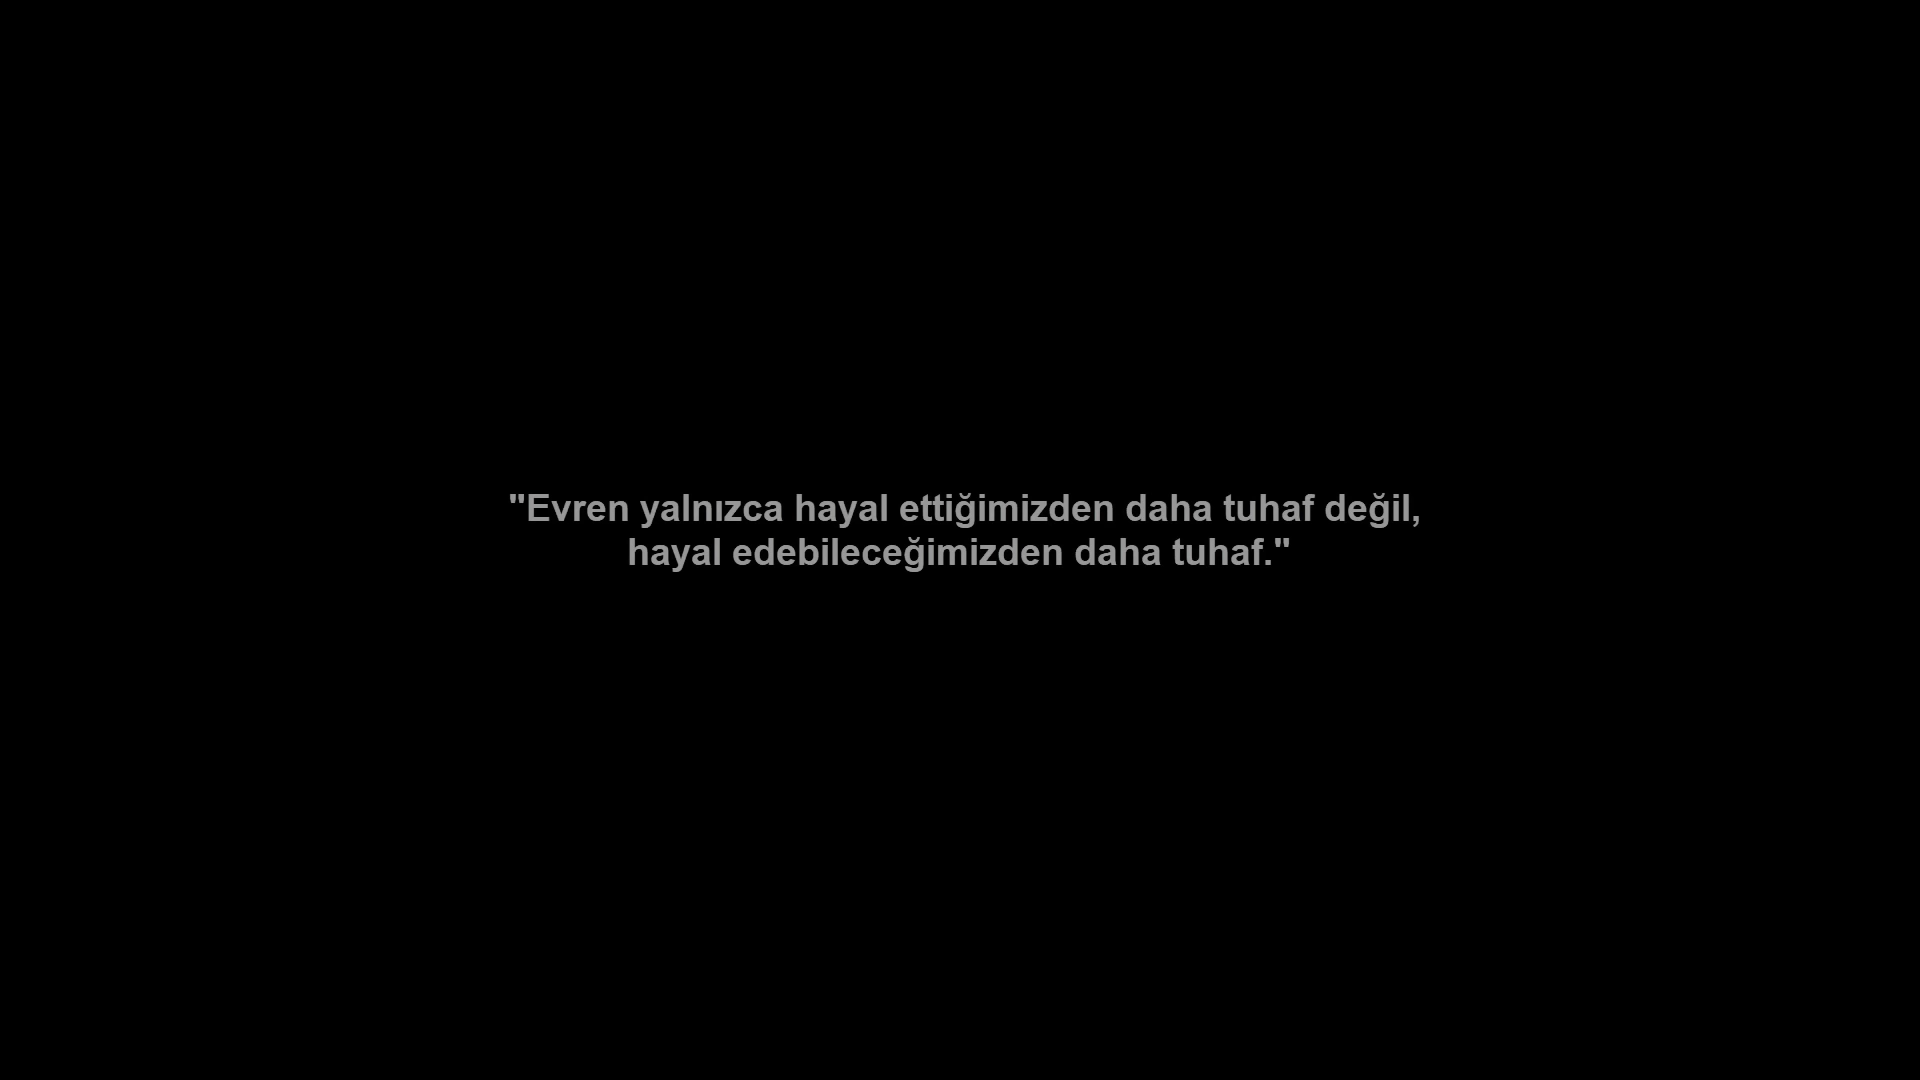 "Evren yalnızca hayal ettiğimizden daha tuhaf değil,
hayal edebileceğimizden daha tuhaf."